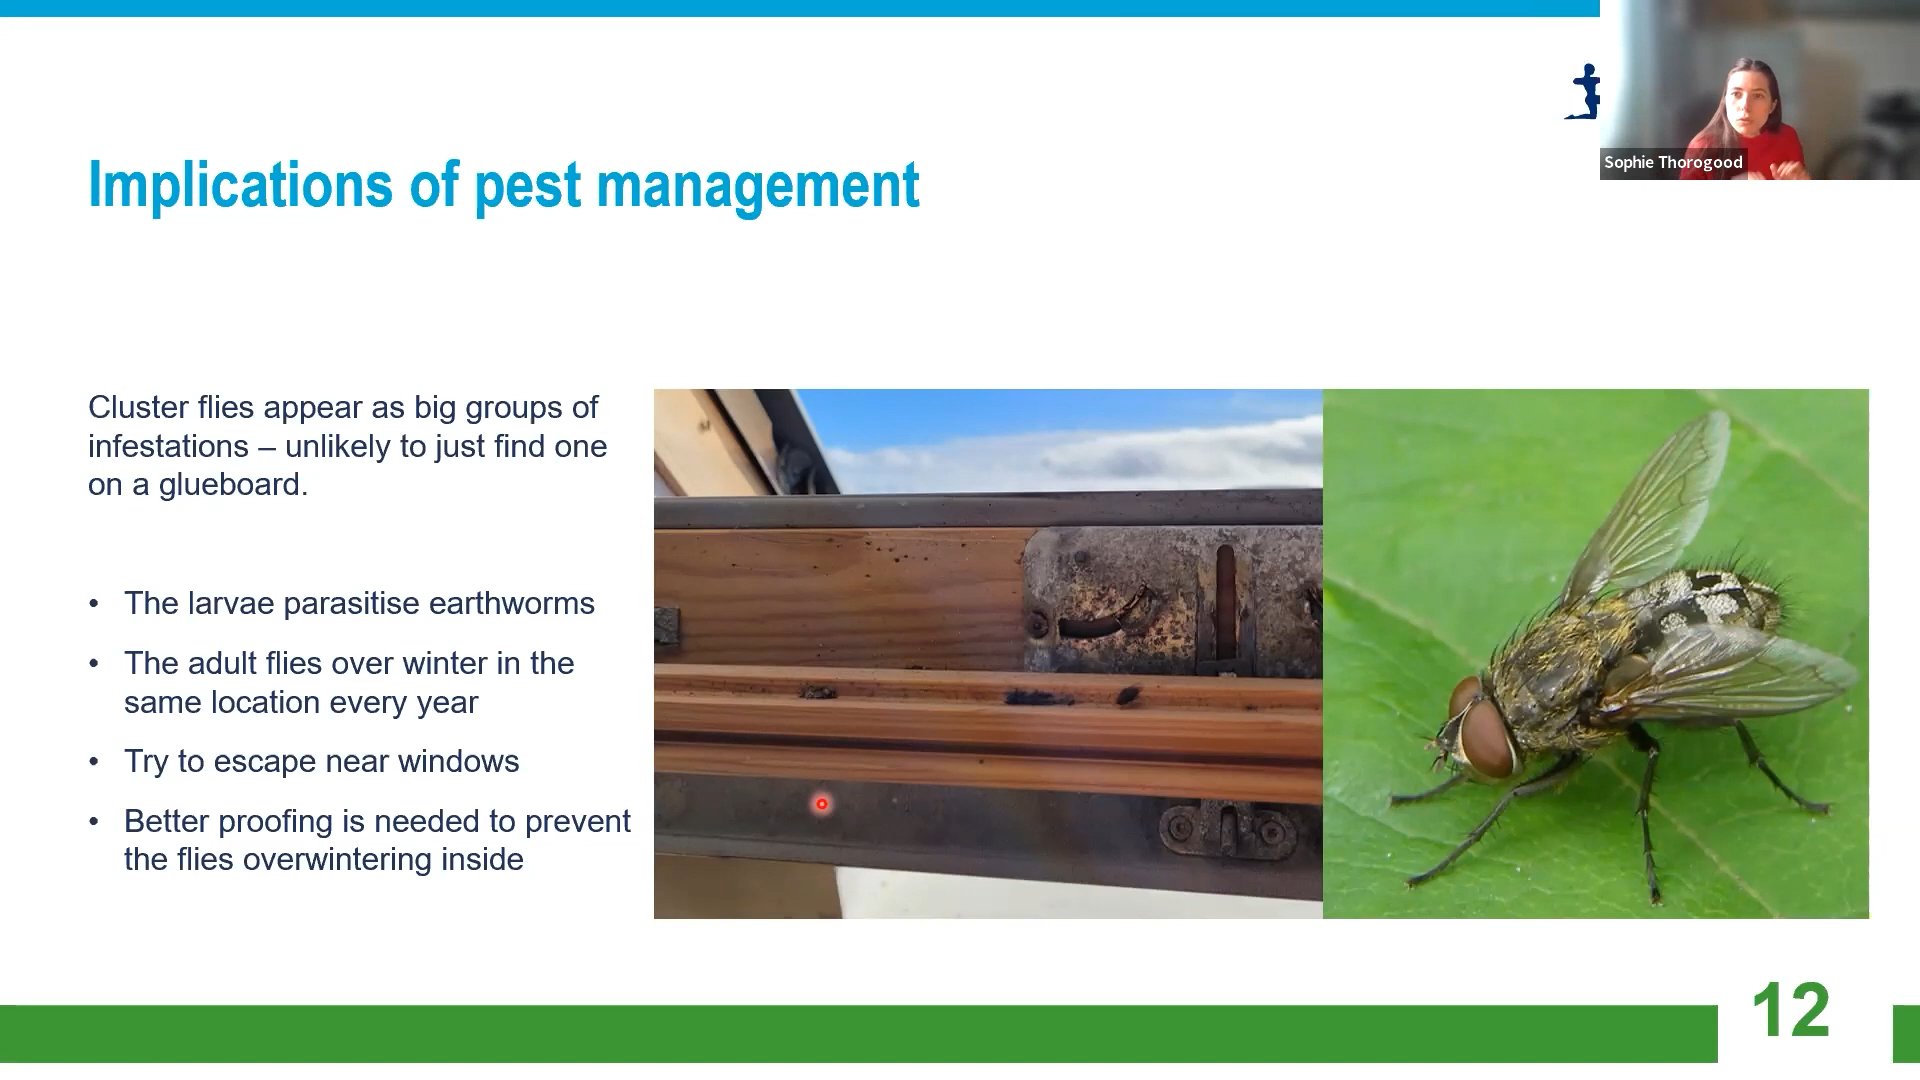 Sophie Thorogood
Implications of pest management
Cluster flies appear as big groups of
infestations – unlikely to just find one
on a glueboard.
• The larvae parasitise earthworms
• The adult flies over winter in the
same location every year
• Try to escape near windows
• Better proofing is needed to prevent
the flies overwintering inside
12